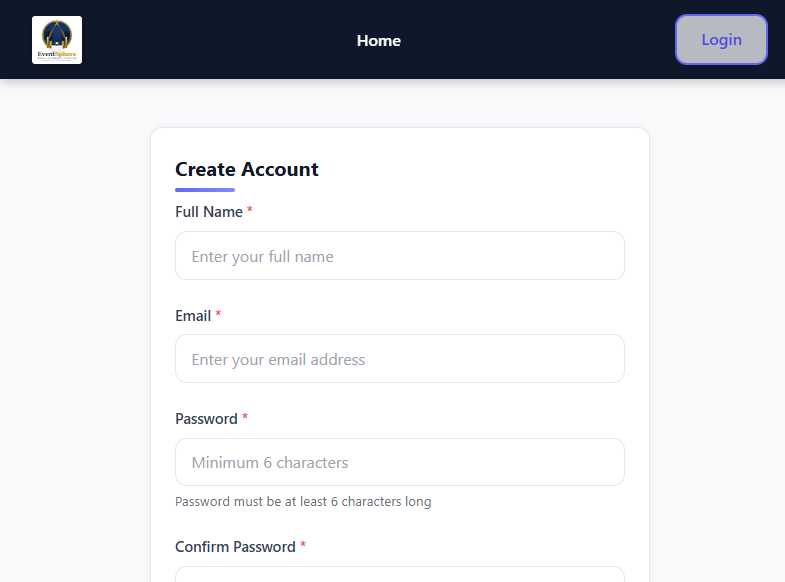 EventSphere
Home
Login
Create Account
Full Name *
Enter your full name
Email *
Enter your email address
Password *
Minimum 6 characters
Password must be at least 6 characters long
Confirm Password *